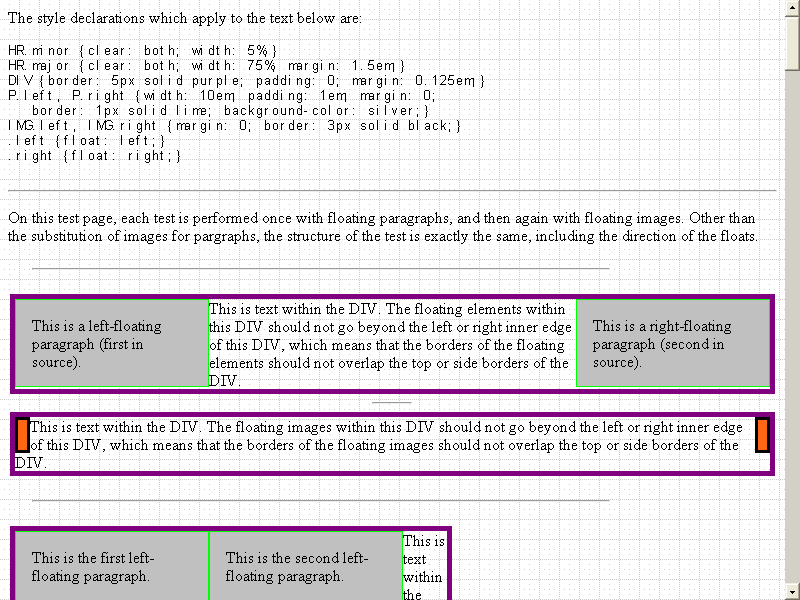 The style declarations which apply to the text below are:
HR.minor {clear: both; width: 5%;}
HR.major {clear: both; width: 75%; margin: 1.5em;}
DIV {border: 5px solid purple; padding: 0; margin: 0.125em;}
P.left, P.right {width: 10em; padding: 1em; margin: 0;
border: 1px solid lime; background-color: silver;}
IMG.left, IMG.right {margin: 0; border: 3px solid black;}
.left {float: left;}
.right {float: right;}
On this test page, each test is performed once with floating paragraphs, and then again with floating images. Other than
the substitution of images for pargraphs, the structure of the test is exactly the same, including the direction of the floats.
This is a left-floating
paragraph (first in
source).
This is text within the DIV. The floating elements within
this DIV should not go beyond the left or right inner edge
of this DIV, which means that the borders of the floating
elements should not overlap the top or side borders of the
DIV.
This is a right-floating
paragraph (second in
source).
This is text within the DIV. The floating images within this DIV should not go beyond the left or right inner edge
of this DIV, which means that the borders of the floating images should not overlap the top or side borders of the
DIV.
This is the first left-
floating paragraph.
This is the second left-
floating paragraph.
This is
text
within
the